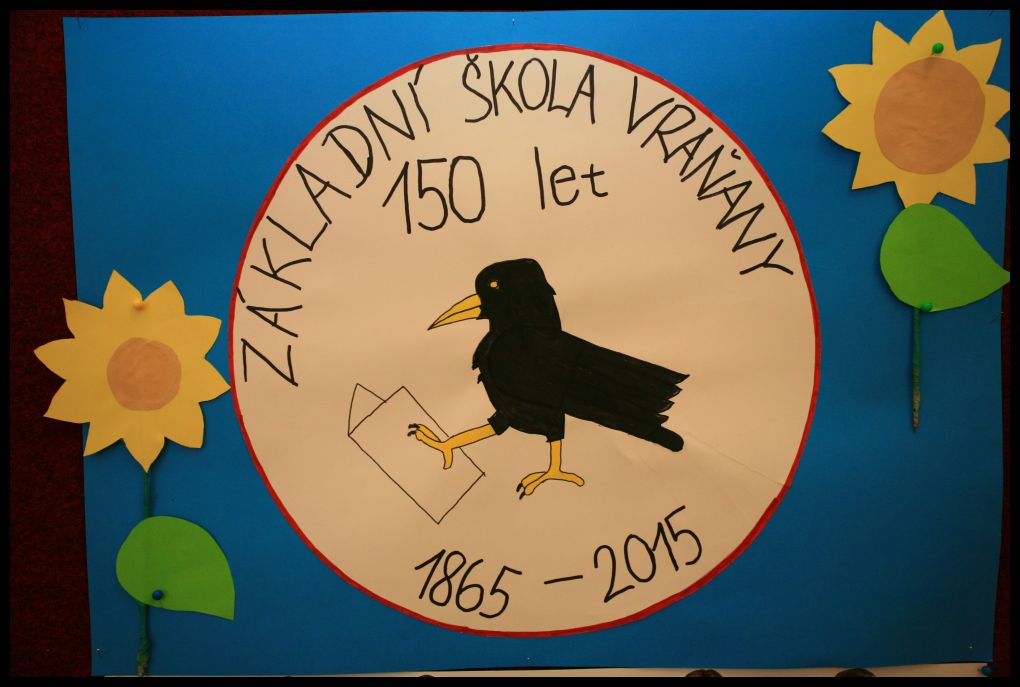 ZÁKLADNÍ ŠKOLA VRAŇANY
150 let
1865 – 2015